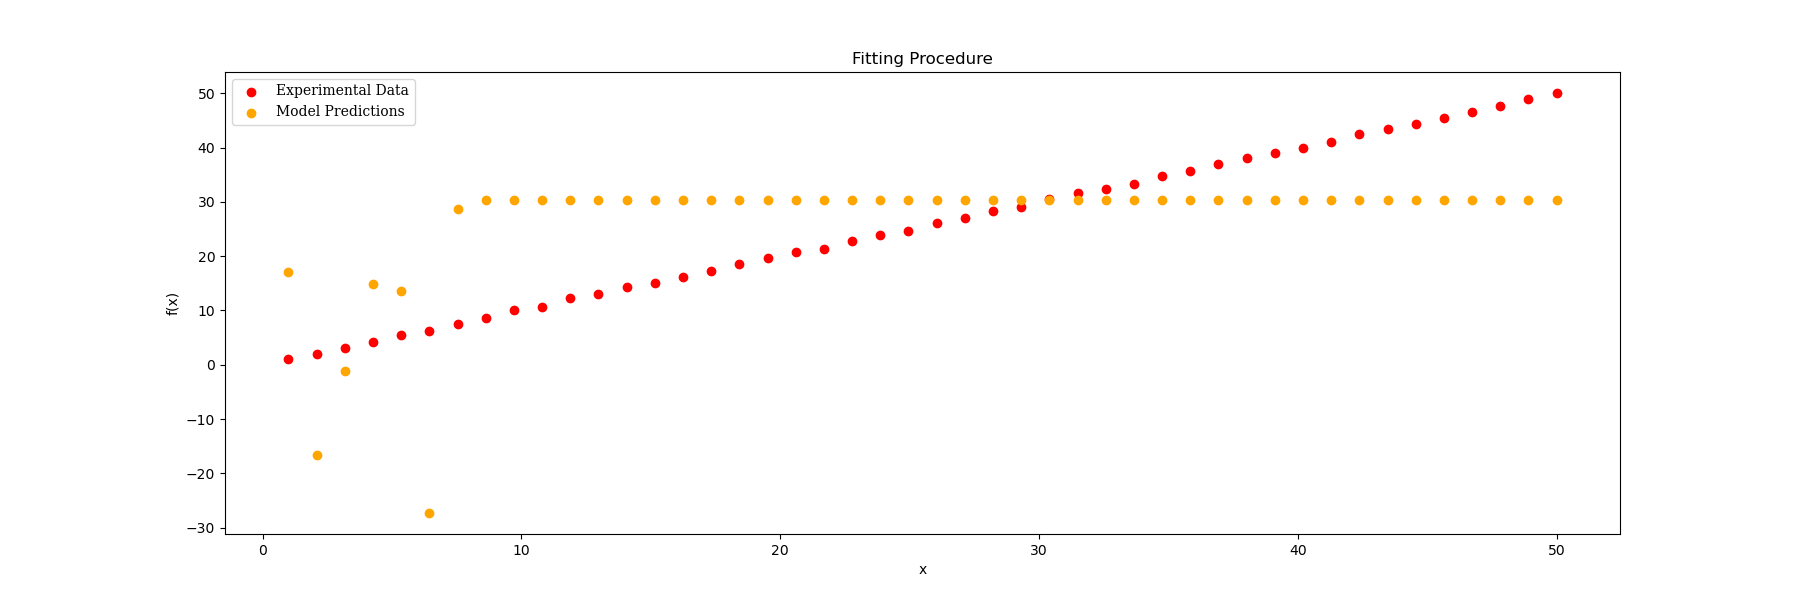 Fitting Procedure
Experimental Data
Model Predictions
50
40
30
20
10
0
−10
−20
−30
f(x)
0 10 20 30 40 50
x